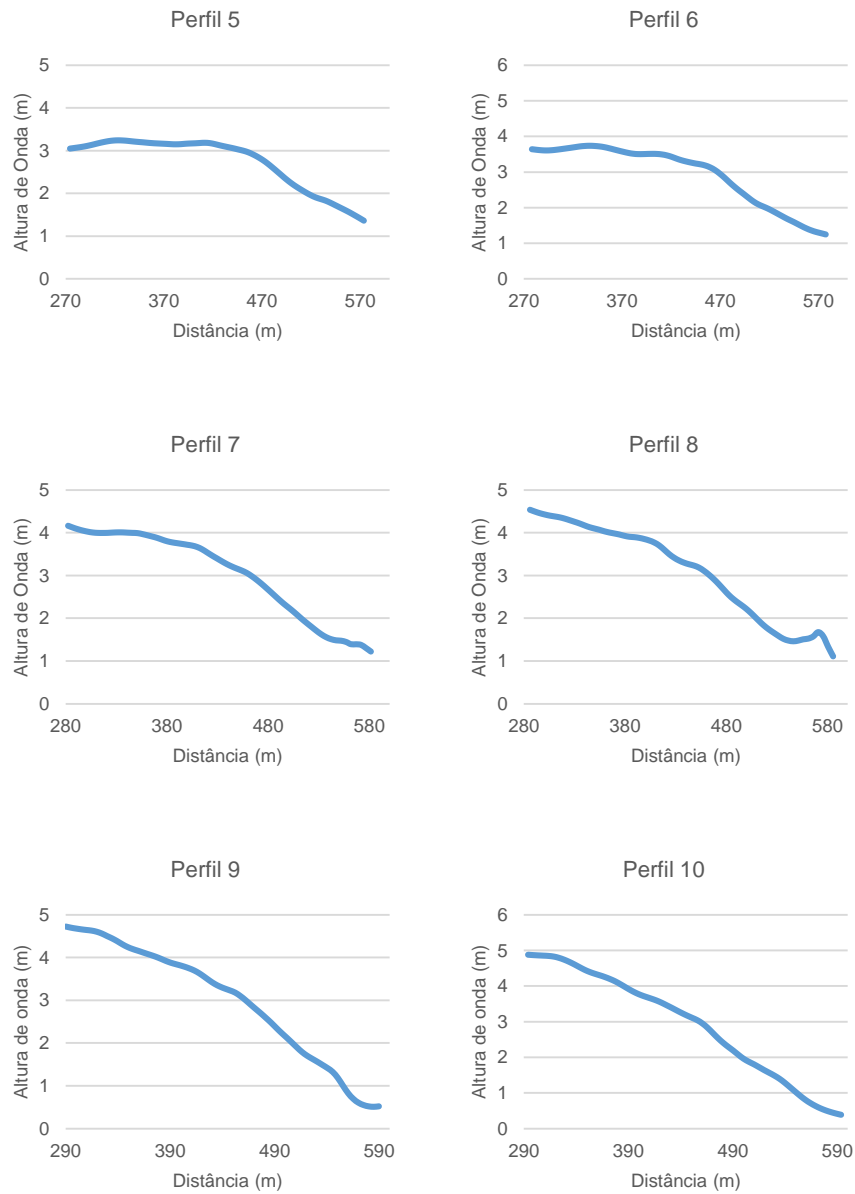 Perfil 5
5
4
3
2
1
0
Altura de Onda (m)
270 370 470 570
Distância (m)
Perfil 6
6
5
4
3
2
1
0
Altura de Onda (m)
270 370 470 570
Distância (m)
Perfil 7
5
4
3
2
1
0
Altura de Onda (m)
280 380 480 580
Distância (m)
Perfil 8
5
4
3
2
1
0
Altura de Onda (m)
280 380 480 580
Distância (m)
Perfil 9
5
4
3
2
1
0
Altura de onda (m)
290 390 490 590
Distância (m)
Perfil 10
6
5
4
3
2
1
0
Altura de onda (m)
290 390 490 590
Distância (m)